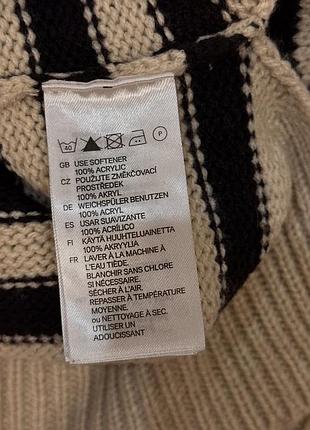 40 P
GB USE SOFTENER
100% ACRYLIC
CZ POUŽIJTE ZMĚKČOVACÍ
PROSTŘEDEK
100% AKRYL
DE WEICHSPÜLER BENUTZEN
100% ACRYL
ES USAR SUAVIZANTE
100% ACRÍLICO
FI KÄYTÄ HUUHTELUAINETTA
100% AKRYYLIA
FR LAVER À LA MACHINE À
L'EAU TIÈDE.
BLANCHIR SANS CHLORE
SI NÉCESSAIRE.
SÉCHER À L'AIR.
REPASSER À TEMPÉRATURE
MOYENNE.
OU NETTOYAGE À SEC.
UTILISER UN
ADOUCISSANT